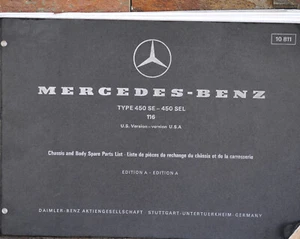 10 811
MERCEDES-BENZ
TYPE 450 SE - 450 SEL
116
U.S. Version - version U.S.A
Chassis and Body Spare Parts List · Liste de pièces de rechange du châssis et de la carrosserie
EDITION A - EDITION A
DAIMLER-BENZ AKTIENGESELLSCHAFT STUTTGART-UNTERTUERKHEIM-GERMANY